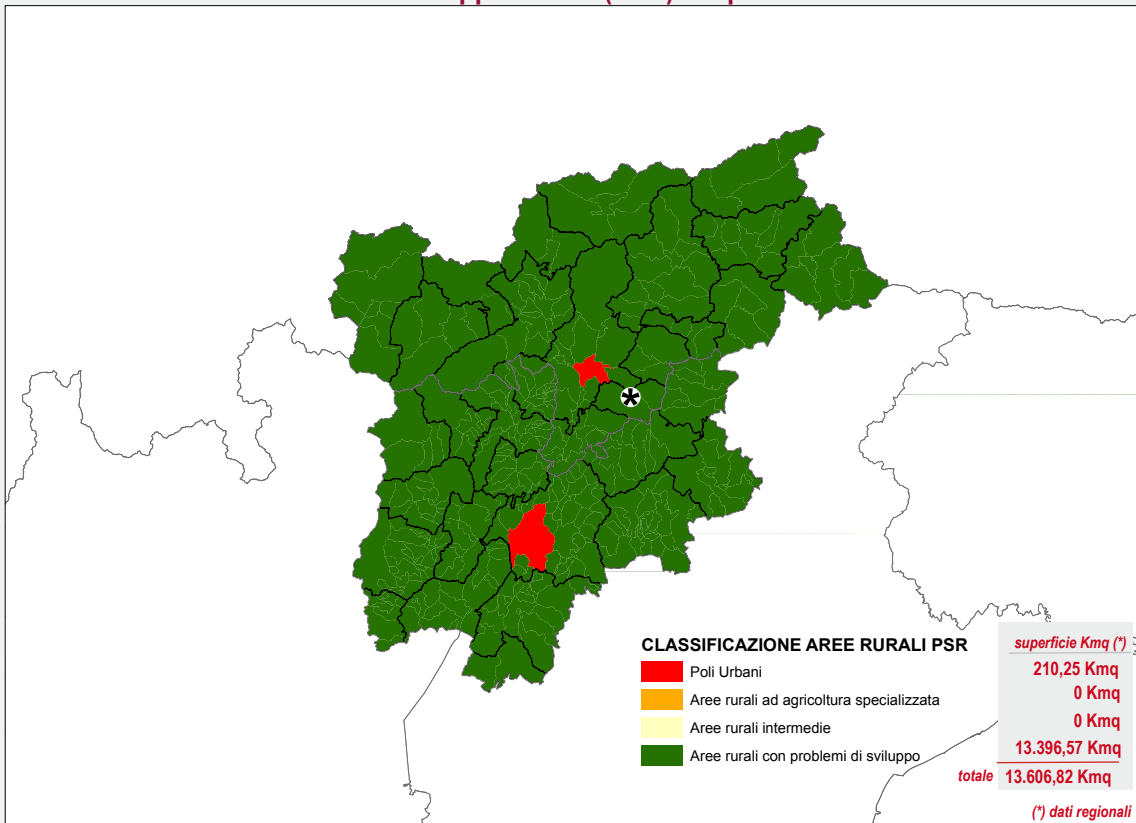 CLASSIFICAZIONE AREE RURALI PSR
superficie Kmq (*)
Poli Urbani
210,25 Kmq
Aree rurali ad agricoltura specializzata
0 Kmq
Aree rurali intermedie
0 Kmq
Aree rurali con problemi di sviluppo
13.396,57 Kmq
totale 13.606,82 Kmq
(*) dati regionali